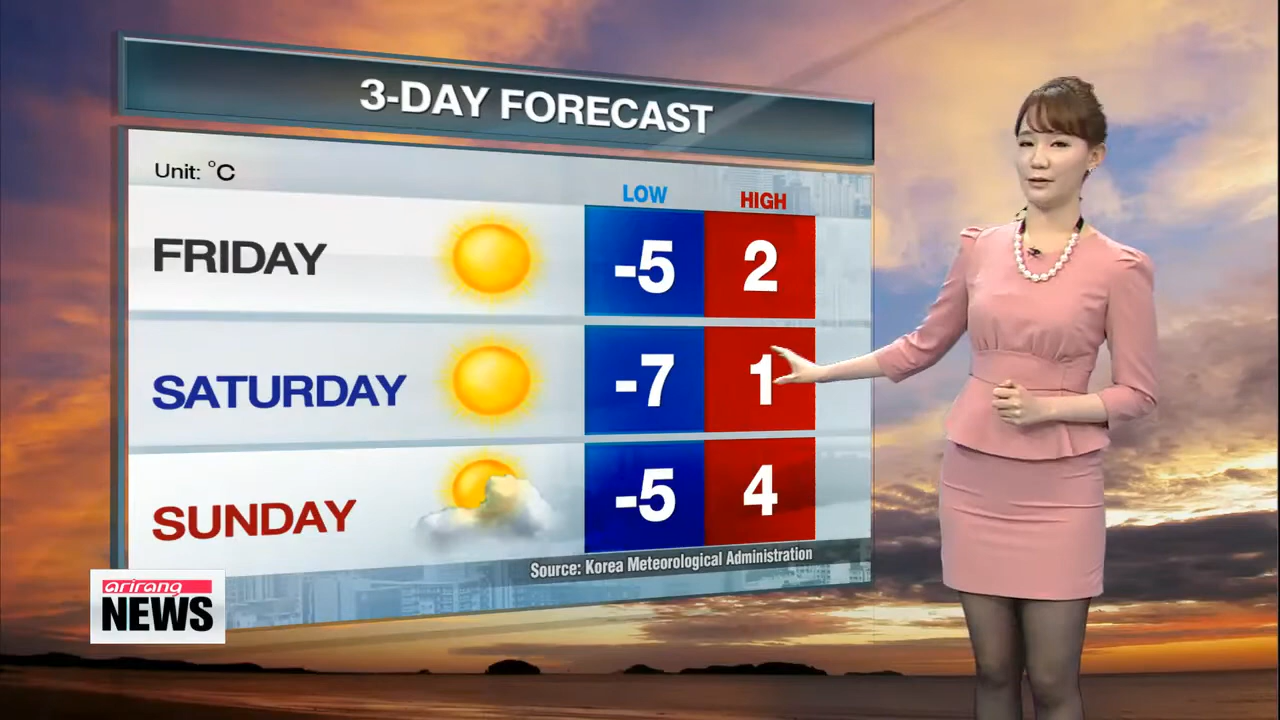 3-DAY FORECAST
Unit: °C
LOW HIGH
FRIDAY -5 2
SATURDAY -7 1
SUNDAY -5 4
Source: Korea Meteorological Administration
arirang
NEWS